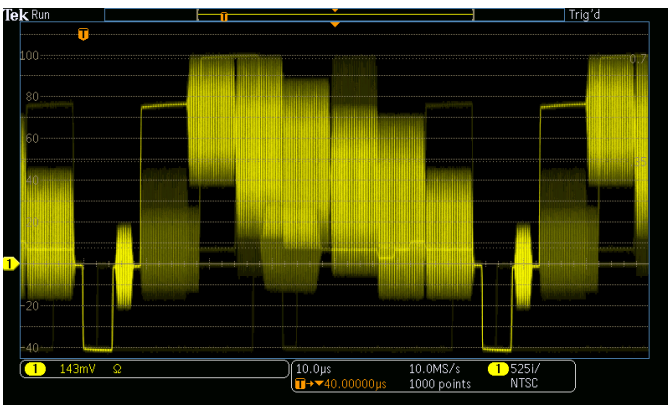 Tek Run Trig'd
T
T
100
0.7
80
60
40
1
-20
-40
1 143mV Ω
10.0µs 10.0MS/s 1 525i/
T→▼40.00000µs 1000 points NTSC